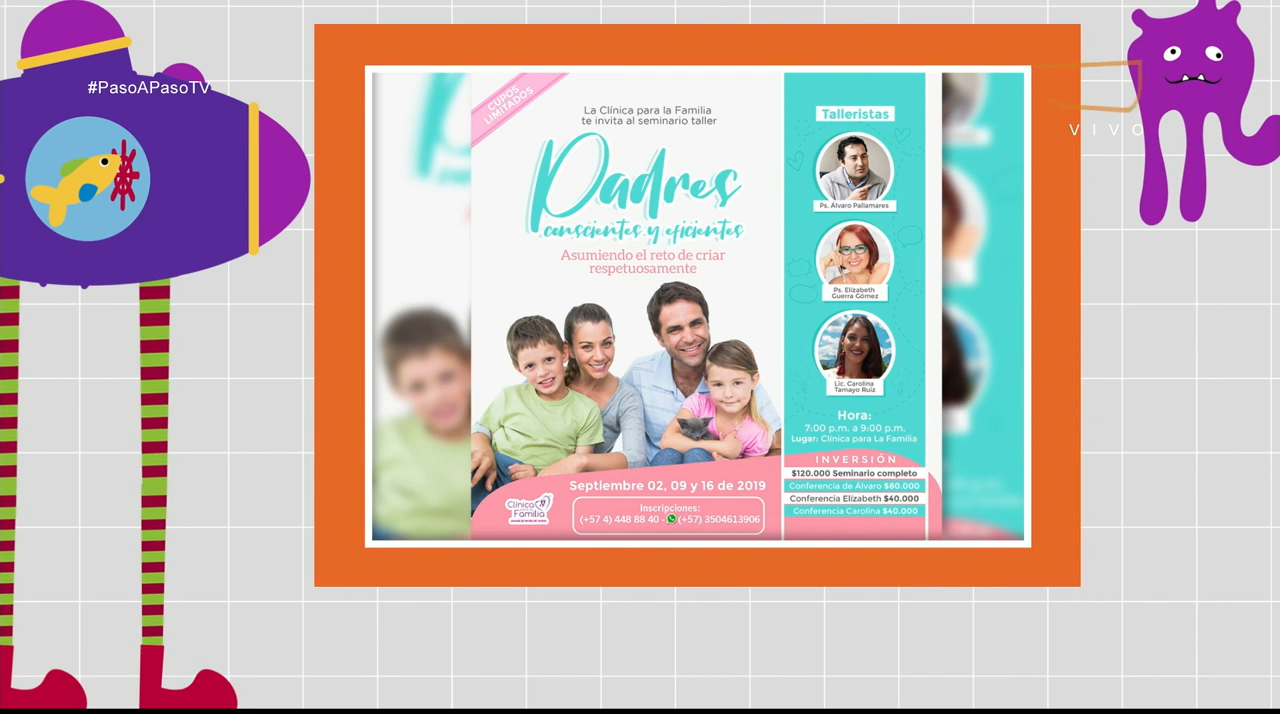 #PasoAPasoTV
VIVO
CUPOS
LIMITADOS
La Clínica para la Familia
te invita al seminario taller
Padres
conscientes y eficientes
Asumiendo el reto de criar
respetuosamente
Septiembre 02, 09 y 16 de 2019
Clínica
Familia
Inscripciones:
(+57 4) 448 88 40 - (+57) 3504613906
Talleristas
Ps. Álvaro Pallamares
Ps. Elízabeth
Guerra Gómez
Lic. Carolina
Tamayo Ruiz
Hora:
7:00 p.m. a 9:00 p.m.
Lugar: Clínica para La Familia
INVERSIÓN
$120.000 Seminario completo
Conferencia de Álvaro $80.000
Conferencia Elízabeth $40.000
Conferencia Carolina $40.000